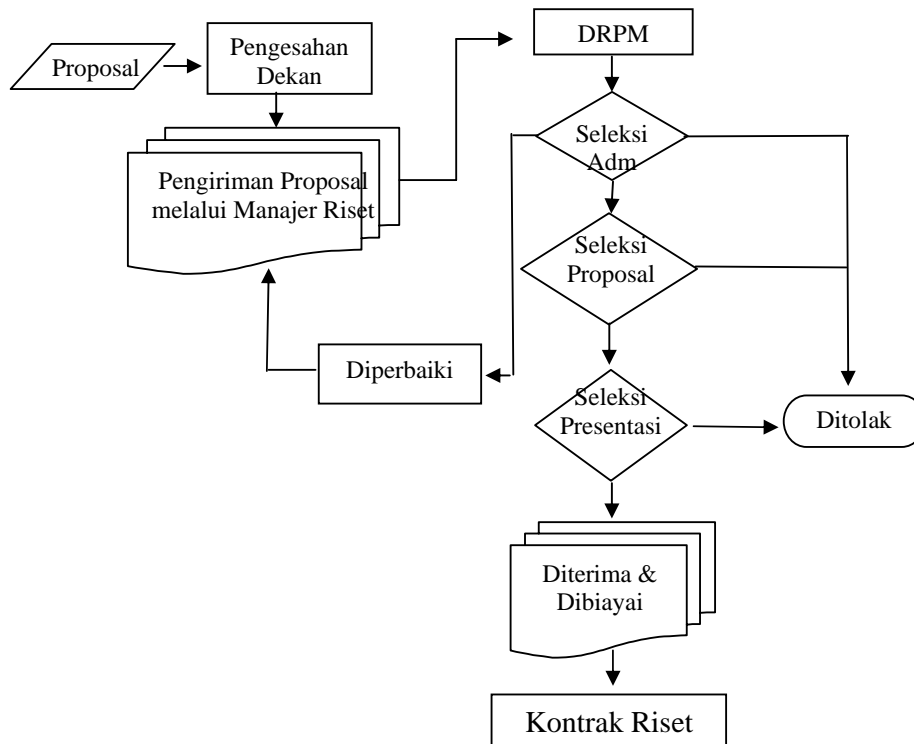 Proposal
Pengesahan
Dekan
Pengiriman Proposal
melalui Manajer Riset
DRPM
Seleksi
Adm
Seleksi
Proposal
Diperbaiki
Seleksi
Presentasi
Ditolak
Diterima &
Dibiayai
Kontrak Riset